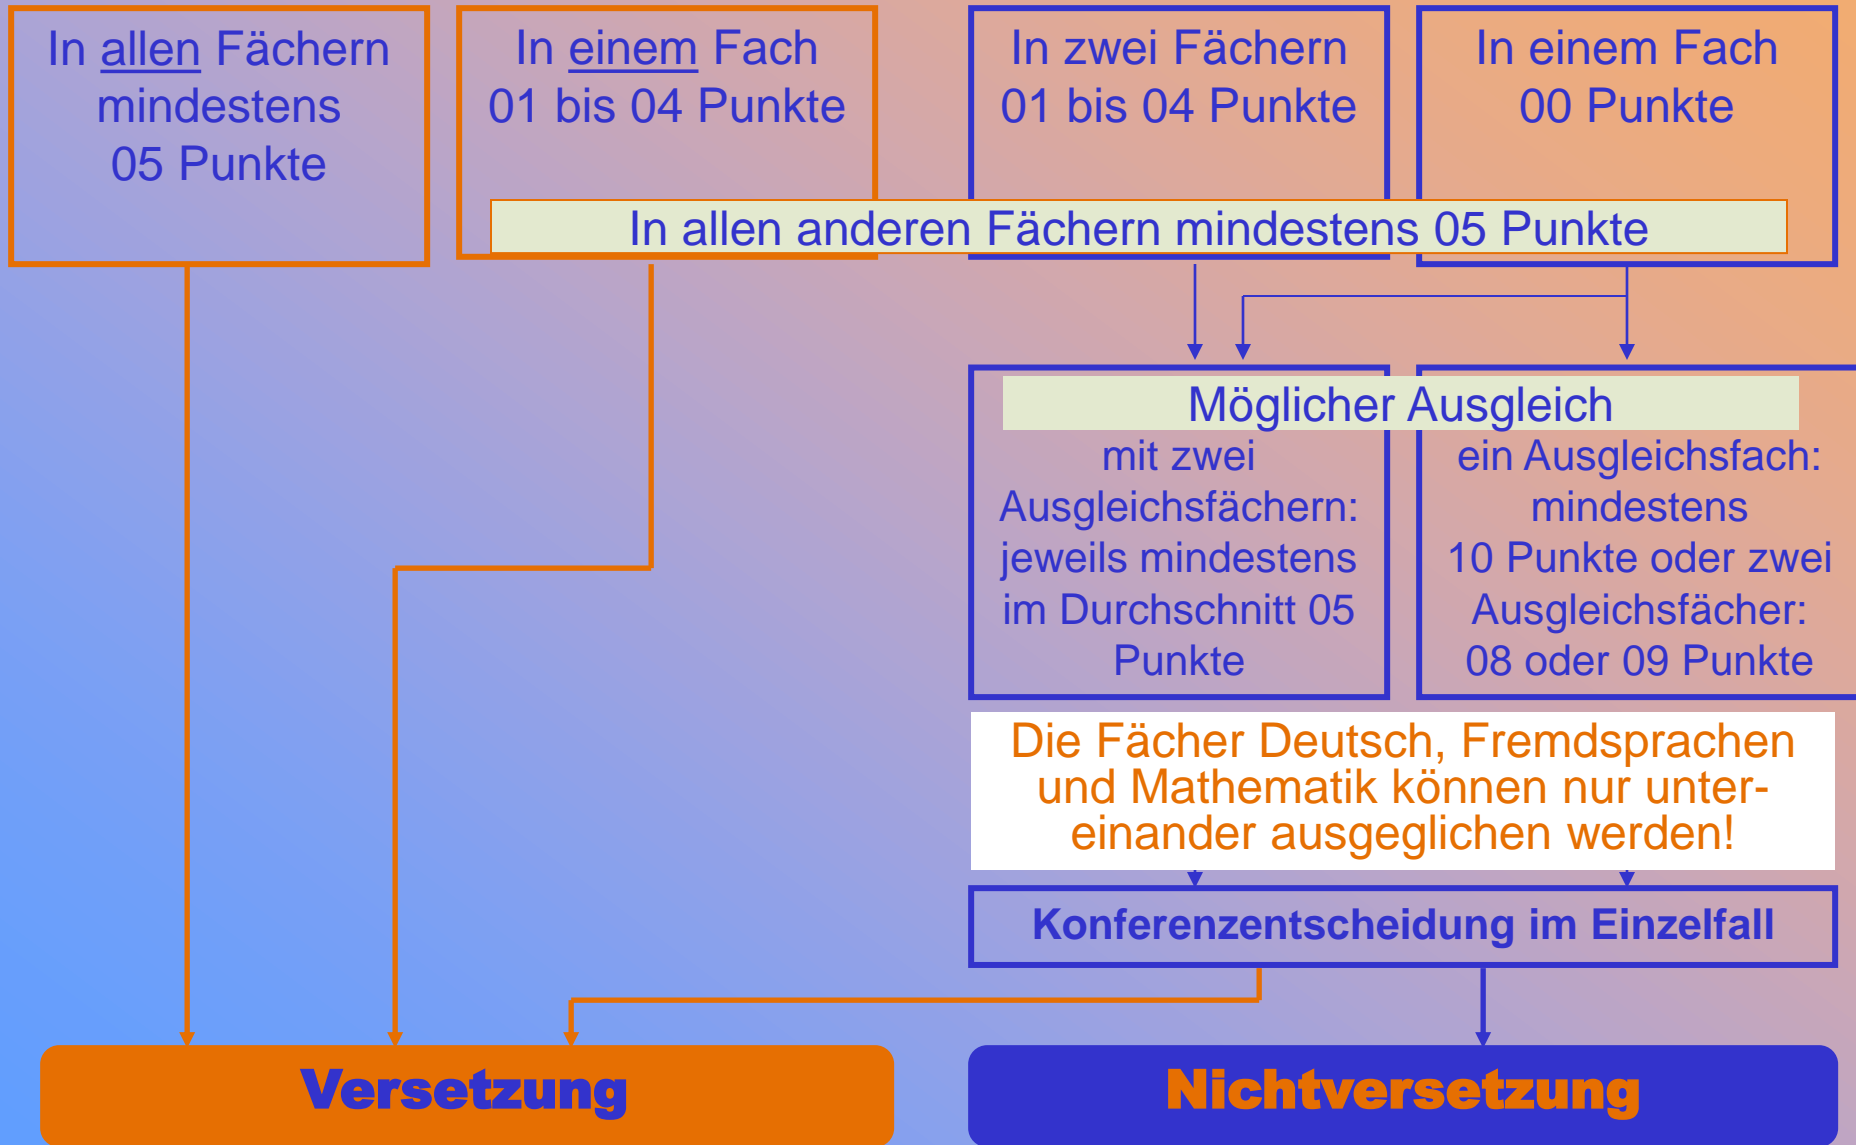 In allen Fächern
mindestens
05 Punkte
In einem Fach
01 bis 04 Punkte
In zwei Fächern
01 bis 04 Punkte
In einem Fach
00 Punkte
In allen anderen Fächern mindestens 05 Punkte
Möglicher Ausgleich
mit zwei
Ausgleichsfächern:
jeweils mindestens
im Durchschnitt 05
Punkte
ein Ausgleichsfach:
mindestens
10 Punkte oder zwei
Ausgleichsfächer:
08 oder 09 Punkte
Die Fächer Deutsch, Fremdsprachen
und Mathematik können nur unter-
einander ausgeglichen werden!
Konferenzentscheidung im Einzelfall
Versetzung
Nichtversetzung